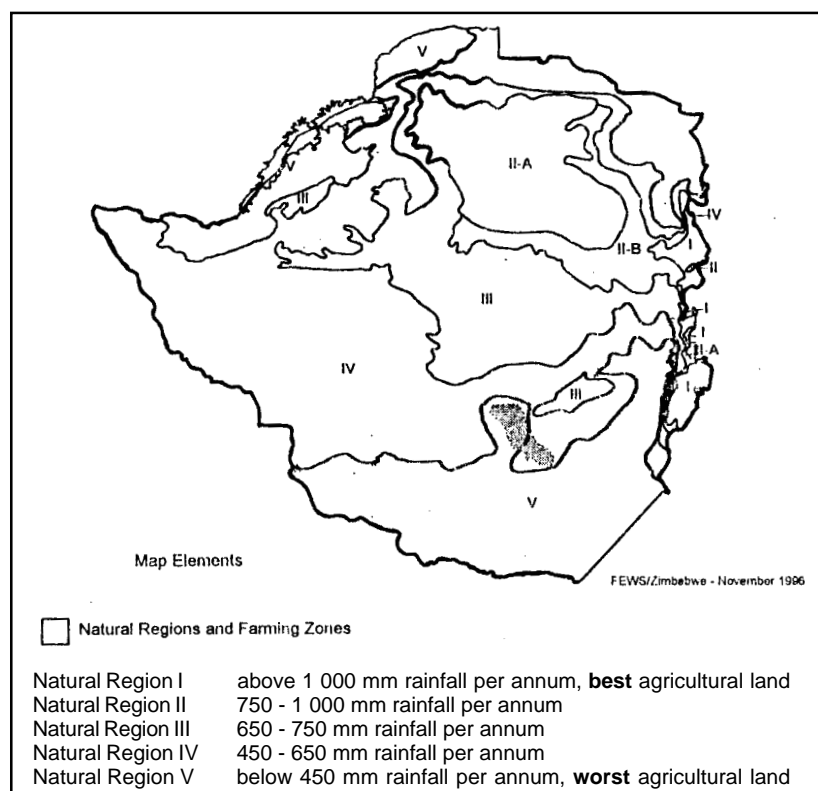 V
V
III
II-A
IV
I
II-B
II
III
I
I
II-A
IV
III
I
V
Map Elements
FEWS/Zimbabwe - November 1996
Natural Regions and Farming Zones
Natural Region I above 1 000 mm rainfall per annum, best agricultural land
Natural Region II 750 - 1 000 mm rainfall per annum
Natural Region III 650 - 750 mm rainfall per annum
Natural Region IV 450 - 650 mm rainfall per annum
Natural Region V below 450 mm rainfall per annum, worst agricultural land